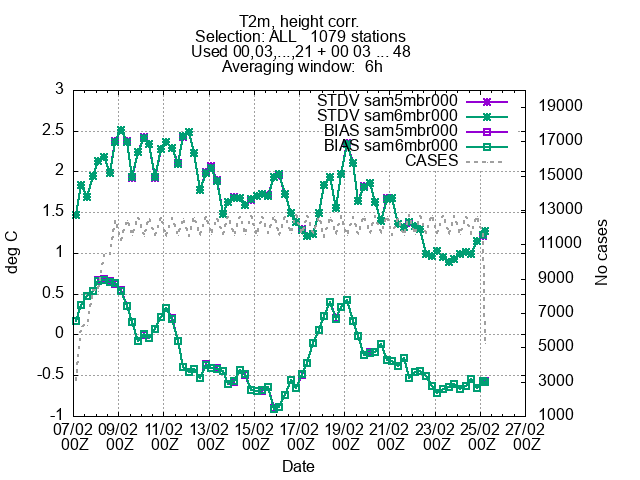 T2m, height corr.
Selection: ALL   1079 stations
Used 00,03,...,21 + 00 03 ... 48
Averaging window:  6h
STDV sam5mbr000
STDV sam6mbr000
BIAS sam5mbr000
BIAS sam6mbr000
CASES
3
2.5
2
1.5
1
0.5
0
-0.5
-1
deg C
19000
17000
15000
13000
11000
9000
7000
5000
3000
1000
No cases
07/02 09/02 11/02 13/02 15/02 17/02 19/02 21/02 23/02 25/02 27/02
00Z 00Z 00Z 00Z 00Z 00Z 00Z 00Z 00Z 00Z 00Z
Date